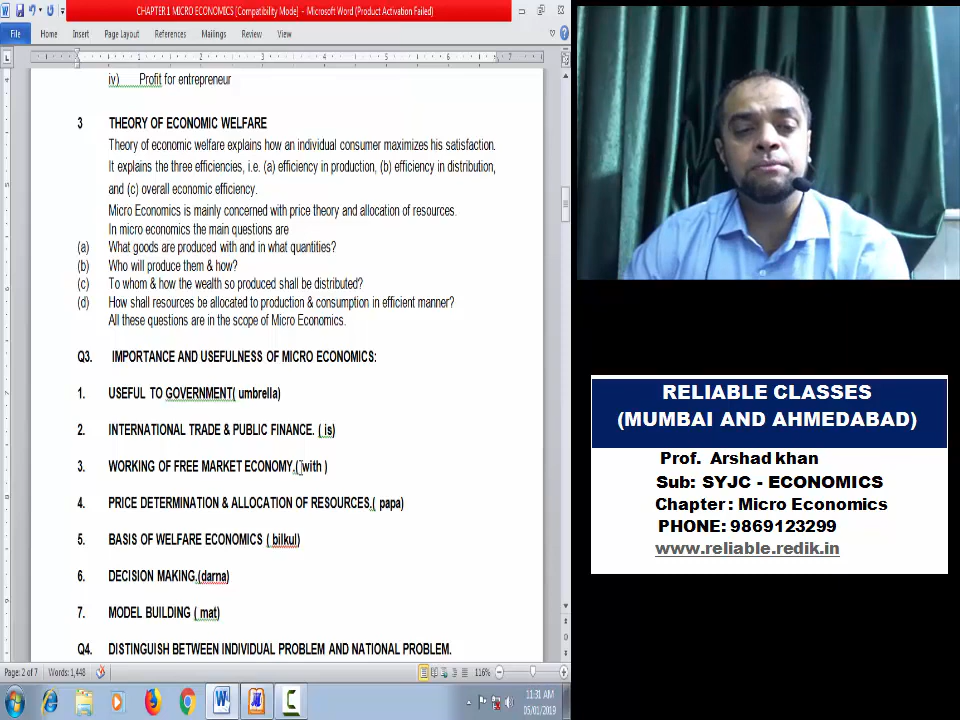 CHAPTER1 MICRO ECONOMICS (Compatibility Mode) - Microsoft Word (Product Activation Failed)
File Home Insert Page Layout References Mailings Review View
iv) Profit for entrepreneur
3 THEORY OF ECONOMIC WELFARE
Theory of economic welfare explains how an individual consumer maximizes his satisfaction.
It explains the three efficiencies, i.e. (a) efficiency in production, (b) efficiency in distribution,
and (c) overall economic efficiency.
Micro Economics is mainly concerned with price theory and allocation of resources.
In micro economics the main questions are
(a) What goods are produced with and in what quantities?
(b) Who will produce them & how?
(c) To whom & how the wealth so produced shall be distributed?
(d) How shall resources be allocated to production & consumption in efficient manner?
All these questions are in the scope of Micro Economics.
Q3. IMPORTANCE AND USEFULNESS OF MICRO ECONOMICS:
1. USEFUL TO GOVERNMENT( umbrella)
2. INTERNATIONAL TRADE & PUBLIC FINANCE. ( is)
3. WORKING OF FREE MARKET ECONOMY.( with )
4. PRICE DETERMINATION & ALLOCATION OF RESOURCES.( papa)
5. BASIS OF WELFARE ECONOMICS ( bilkul)
6. DECISION MAKING.(darna)
7. MODEL BUILDING ( mat)
Q4. DISTINGUISH BETWEEN INDIVIDUAL PROBLEM AND NATIONAL PROBLEM.
Page: 2 of 7 Words: 1,448 116%
11:31 AM
05/01/2019
RELIABLE CLASSES
(MUMBAI AND AHMEDABAD)
Prof. Arshad khan
Sub: SYJC - ECONOMICS
Chapter : Micro Economics
PHONE: 9869123299
www.reliable.redik.in